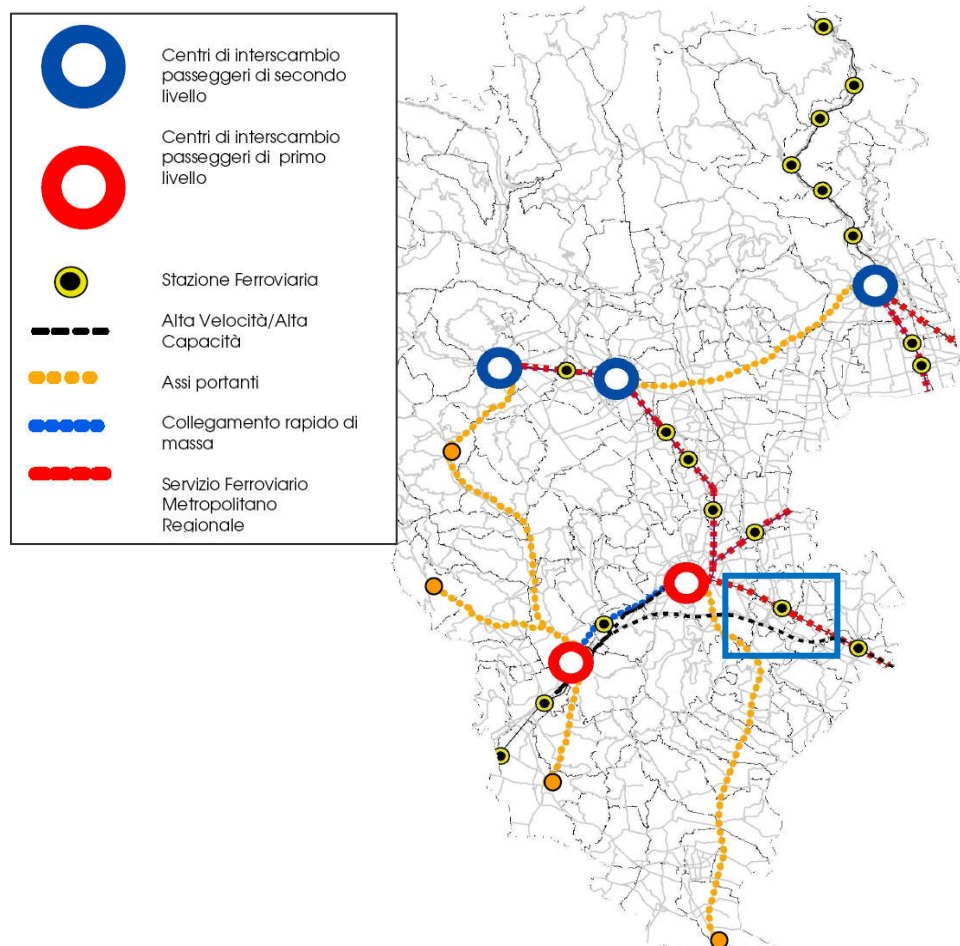 Centri di interscambio
passeggeri di secondo
livello
Centri di interscambio
passeggeri di primo
livello
Stazione Ferroviaria
Alta Velocità/Alta
Capacità
Assi portanti
Collegamento rapido di
massa
Servizio Ferroviario
Metropolitano
Regionale